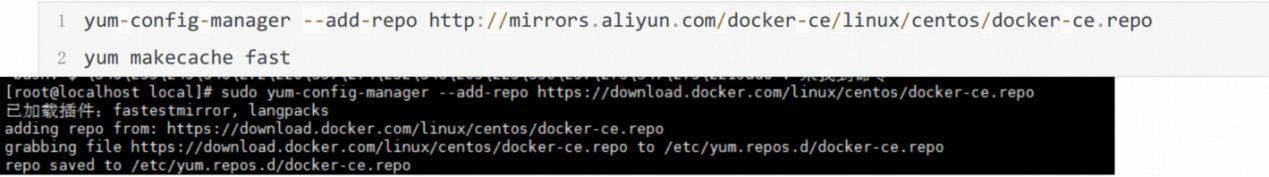 1 yum-config-manager --add-repo http://mirrors.aliyun.com/docker-ce/linux/centos/docker-ce.repo
2 yum makecache fast
[root@localhost local]# sudo yum-config-manager --add-repo https://download.docker.com/linux/centos/docker-ce.repo
已加载插件：fastestmirror, langpacks
adding repo from: https://download.docker.com/linux/centos/docker-ce.repo
grabbing file https://download.docker.com/linux/centos/docker-ce.repo to /etc/yum.repos.d/docker-ce.repo
repo saved to /etc/yum.repos.d/docker-ce.repo